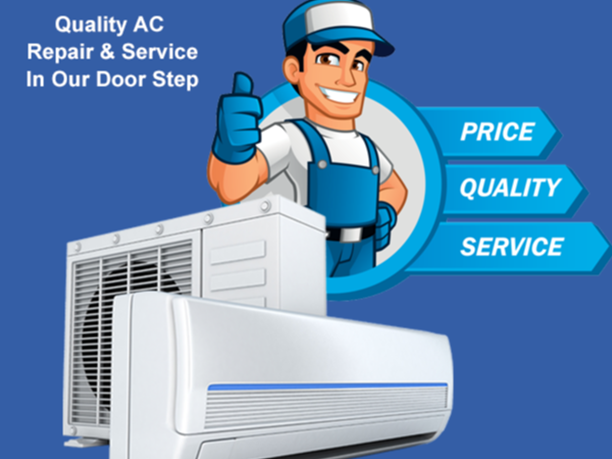 Quality AC
Repair & Service
In Our Door Step
PRICE
QUALITY
SERVICE